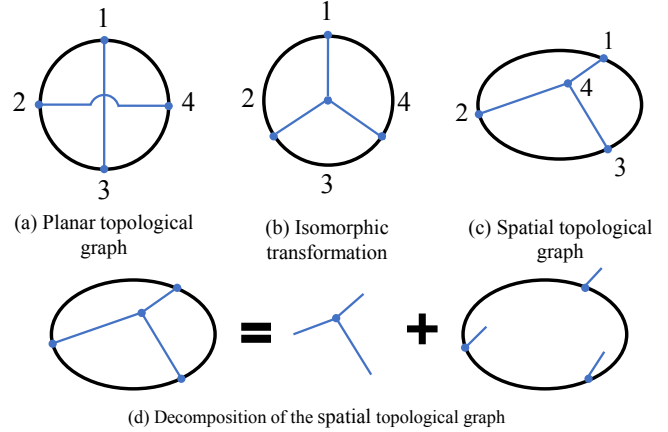 1
1
1
2
4
2
4
4
2
3
3
3
(a) Planar topological
graph
(b) Isomorphic
transformation
(c) Spatial topological
graph
=
+
(d) Decomposition of the spatial topological graph